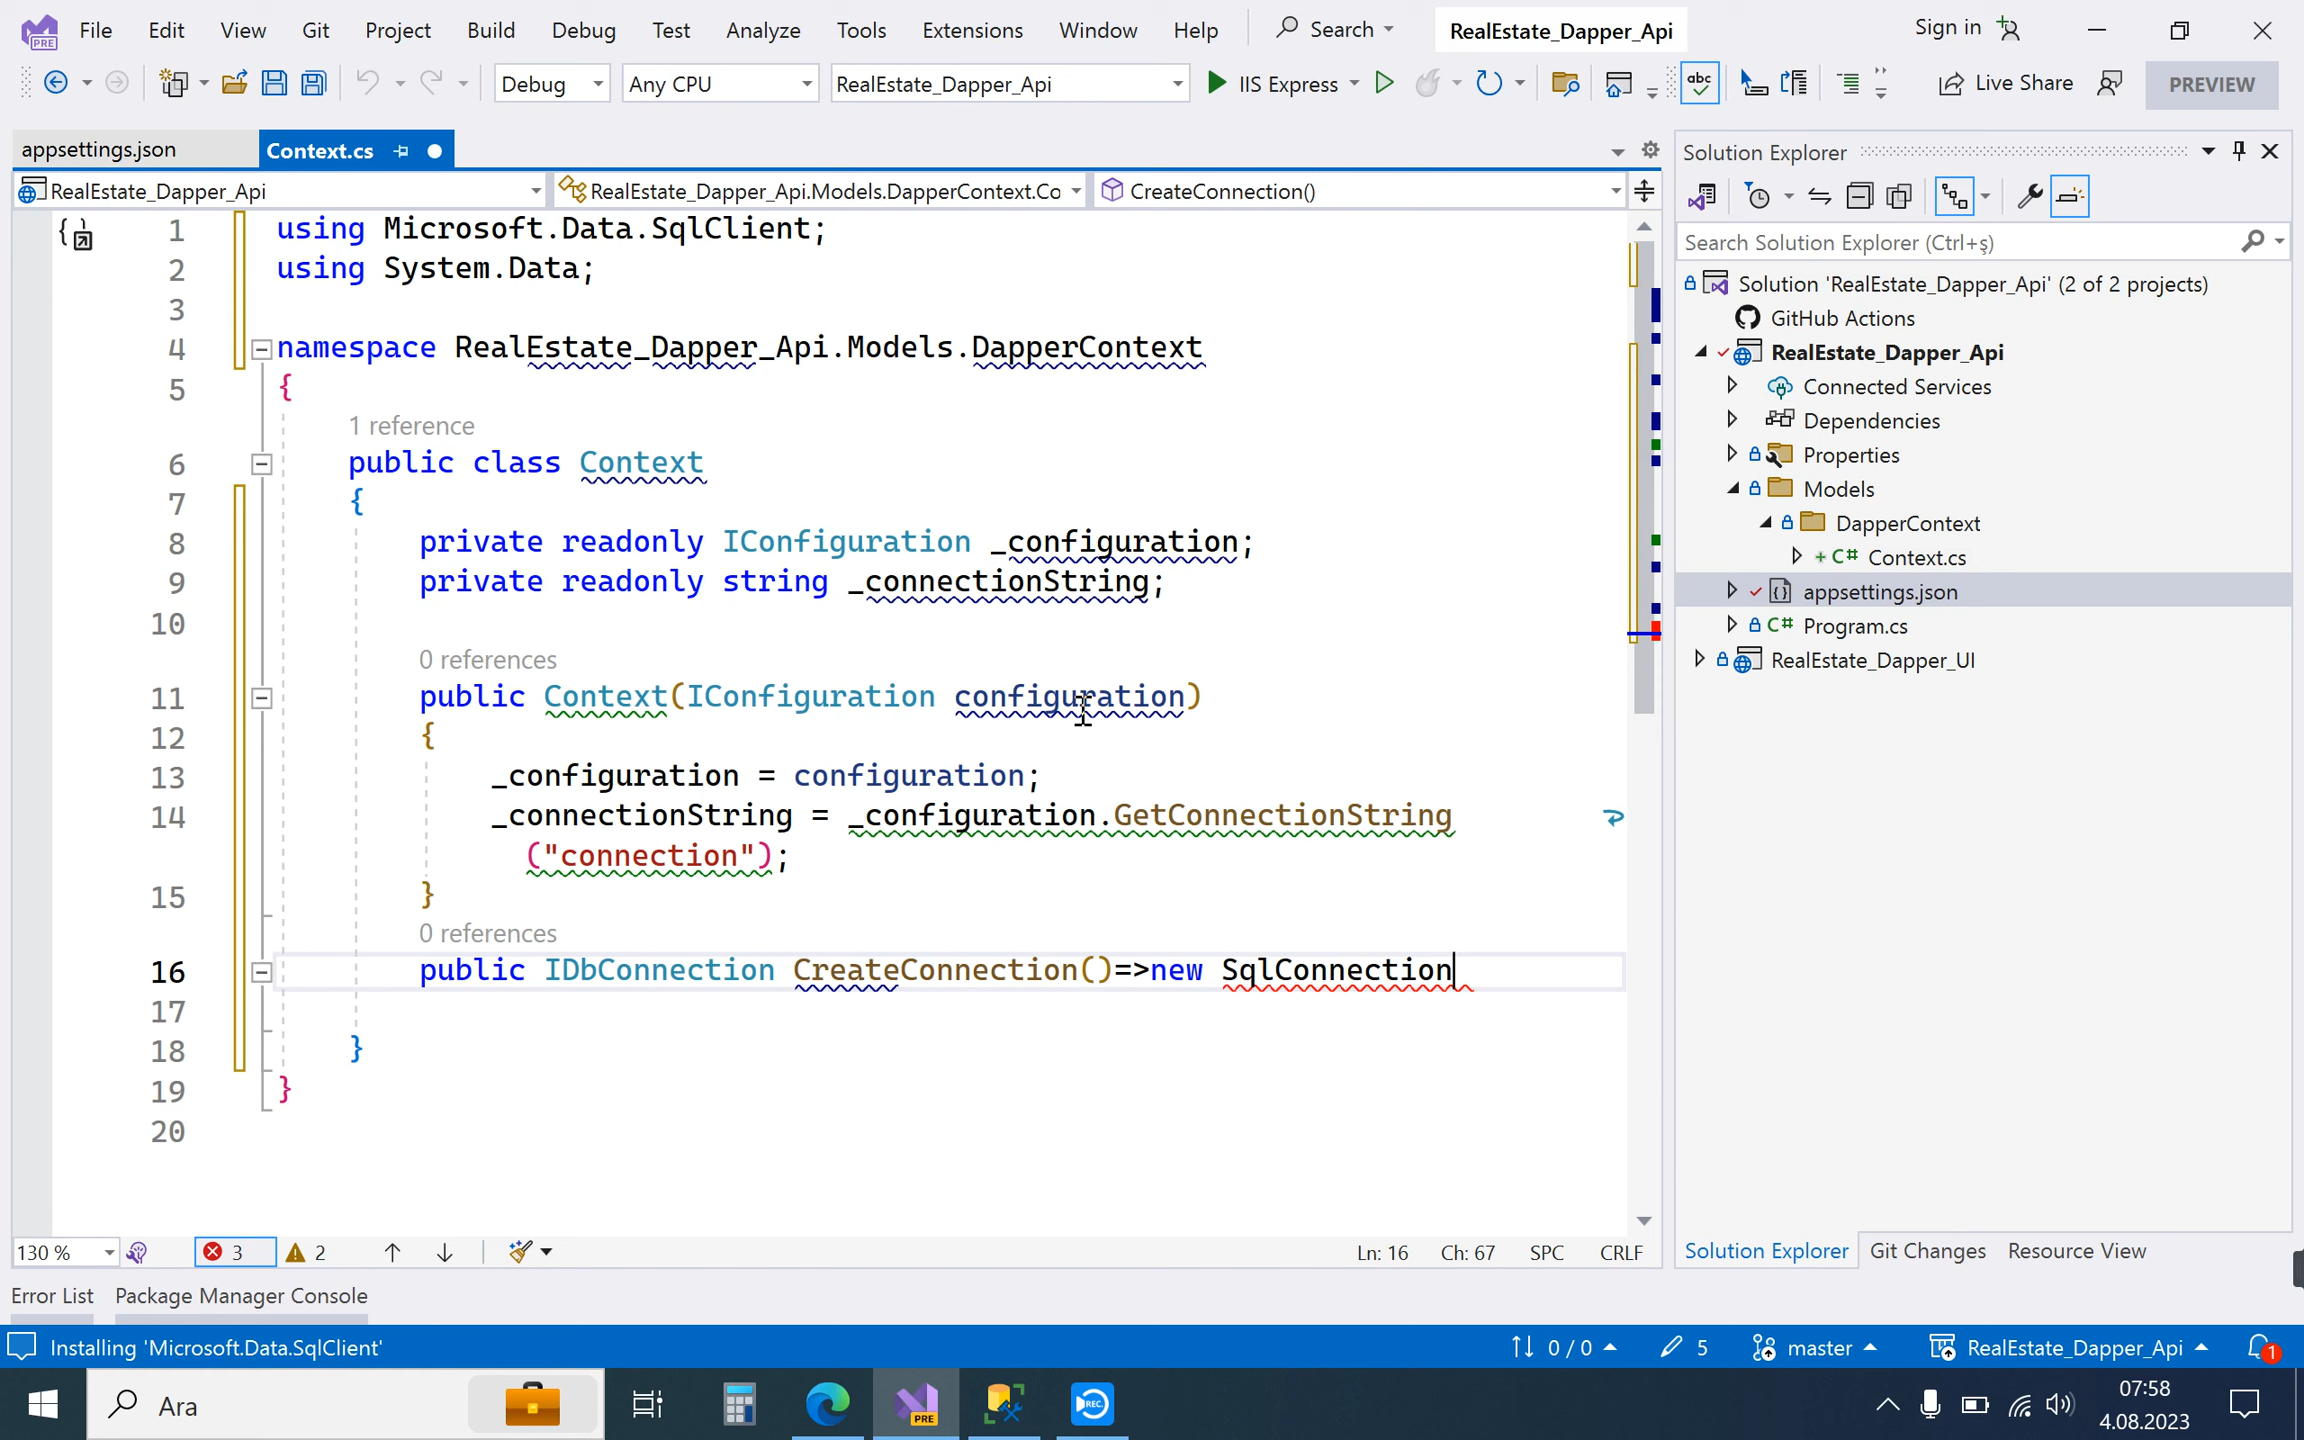 File Edit View Git Project Build Debug Test Analyze Tools Extensions Window Help Search RealEstate_Dapper_Api Sign in
PRE
Debug Any CPU RealEstate_Dapper_Api IIS Express abc Live Share PREVIEW
appsettings.json Context.cs
RealEstate_Dapper_Api RealEstate_Dapper_Api.Models.DapperContext.Co CreateConnection()
1 using Microsoft.Data.SqlClient;
2 using System.Data;
3
4 namespace RealEstate_Dapper_Api.Models.DapperContext
5 {
1 reference
6 public class Context
7 {
8 private readonly IConfiguration _configuration;
9 private readonly string _connectionString;
10
0 references
11 public Context(IConfiguration configuration)
12 {
13 _configuration = configuration;
14 _connectionString = _configuration.GetConnectionString
("connection");
15 }
0 references
16 public IDbConnection CreateConnection()=>new SqlConnection
17
18 }
19 }
20
130 % 3 2 Ln: 16 Ch: 67 SPC CRLF
Solution Explorer
Search Solution Explorer (Ctrl+ş)
Solution 'RealEstate_Dapper_Api' (2 of 2 projects)
GitHub Actions
RealEstate_Dapper_Api
Connected Services
Dependencies
Properties
Models
DapperContext
C# Context.cs
appsettings.json
C# Program.cs
RealEstate_Dapper_UI
Solution Explorer Git Changes Resource View
Error List Package Manager Console
Installing 'Microsoft.Data.SqlClient' 0 / 0 5 master RealEstate_Dapper_Api 1
Ara PRE REC 07:58
4.08.2023